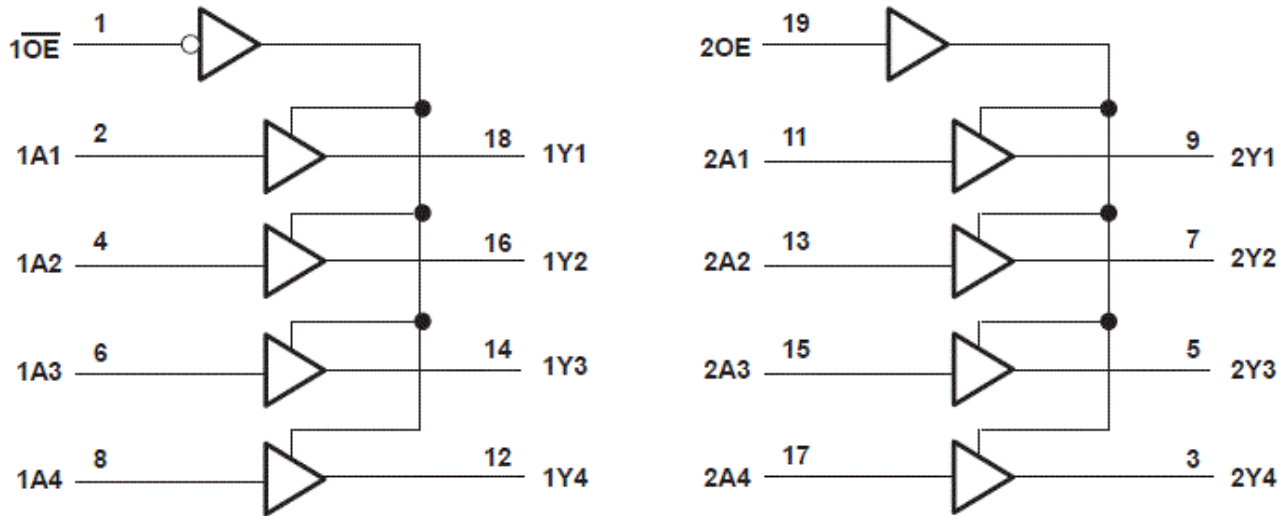 1 19
1O̅E̅ 2OE
2 18 11 9
1A1 1Y1 2A1 2Y1
4 16 13 7
1A2 1Y2 2A2 2Y2
6 14 15 5
1A3 1Y3 2A3 2Y3
8 12 17 3
1A4 1Y4 2A4 2Y4